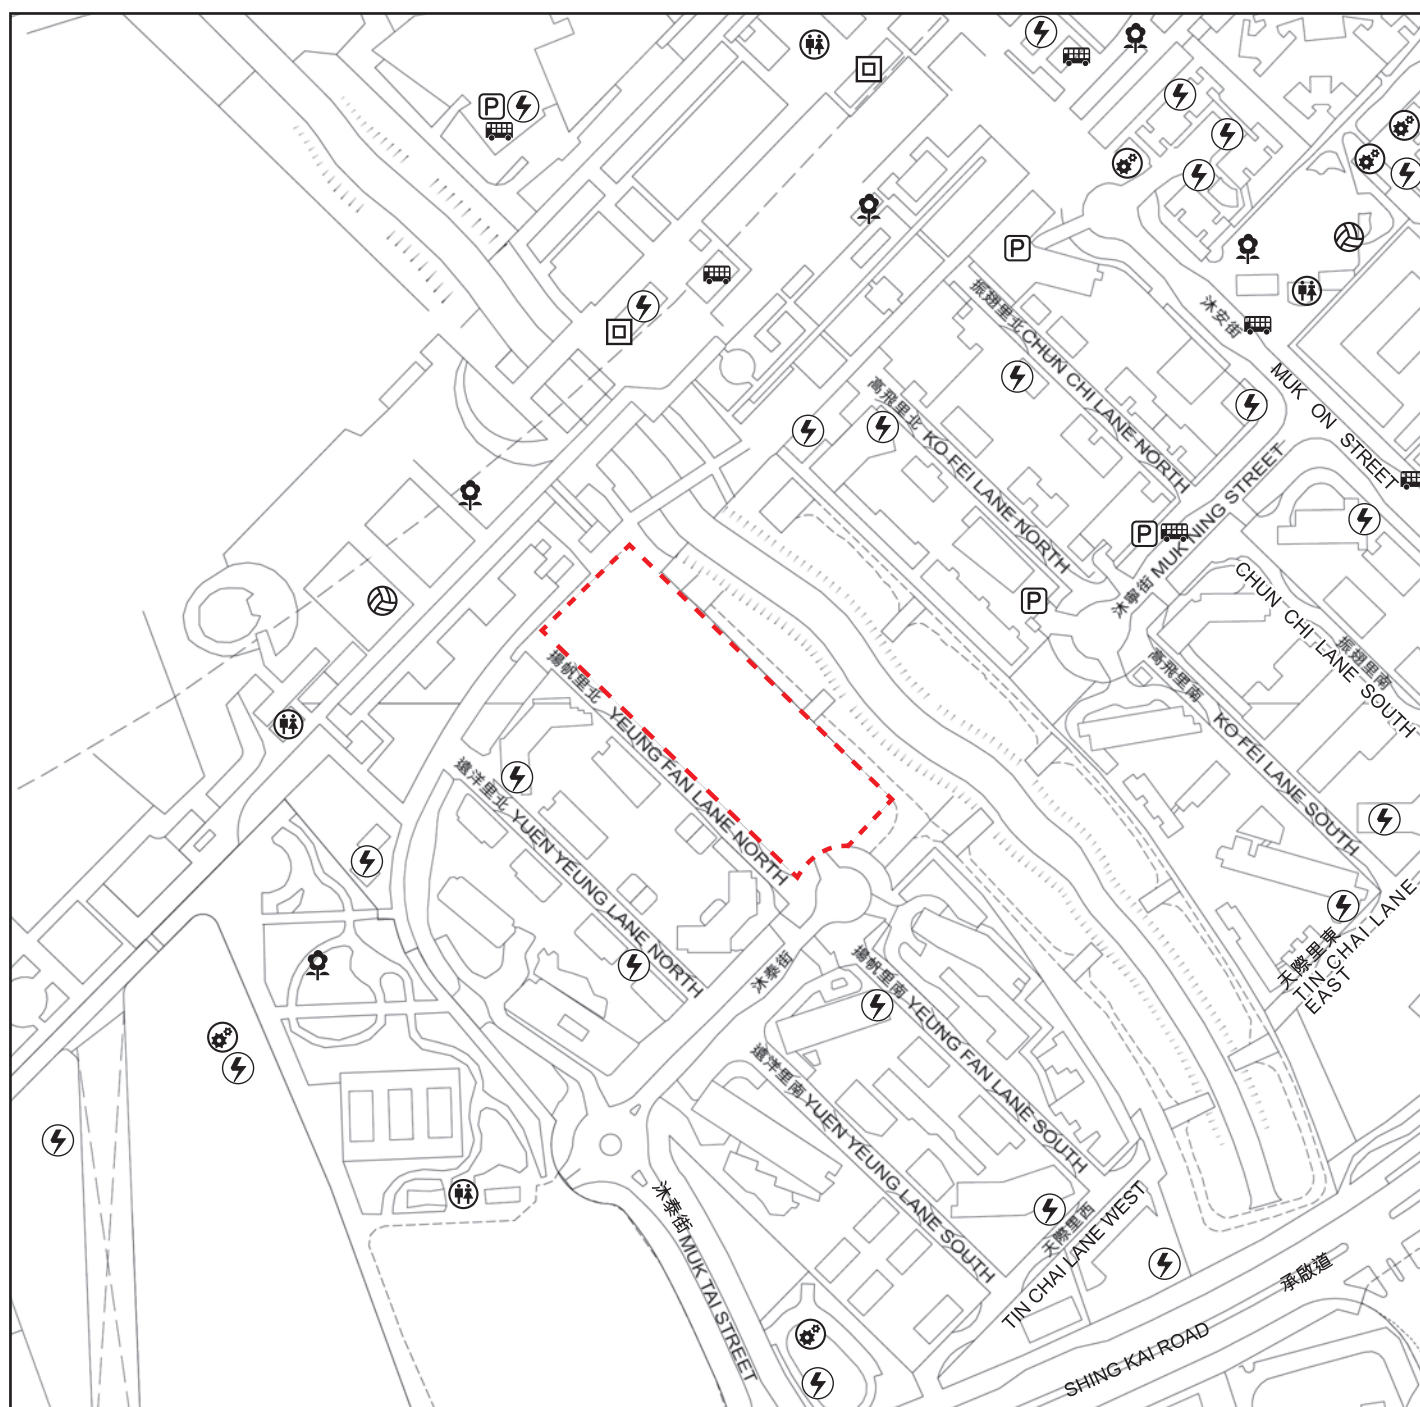 P
P
振翅里北 CHUN CHI LANE NORTH
沐安街
MUK ON STREET
高飛里北 KO FEI LANE NORTH
P
沐寧街 MUK NING STREET
P
CHUN CHI LANE SOUTH
振翅里南
高飛里南 KO FEI LANE SOUTH
揚帆里北 YEUNG FAN LANE NORTH
遠洋里北 YUEN YEUNG LANE NORTH
沐泰街
天際里東
TIN CHAI LANE
EAST
揚帆里南 YEUNG FAN LANE SOUTH
遠洋里南 YUEN YEUNG LANE SOUTH
沐泰街 MUK TAI STREET
天際里西
TIN CHAI LANE WEST
承啟道
SHING KAI ROAD